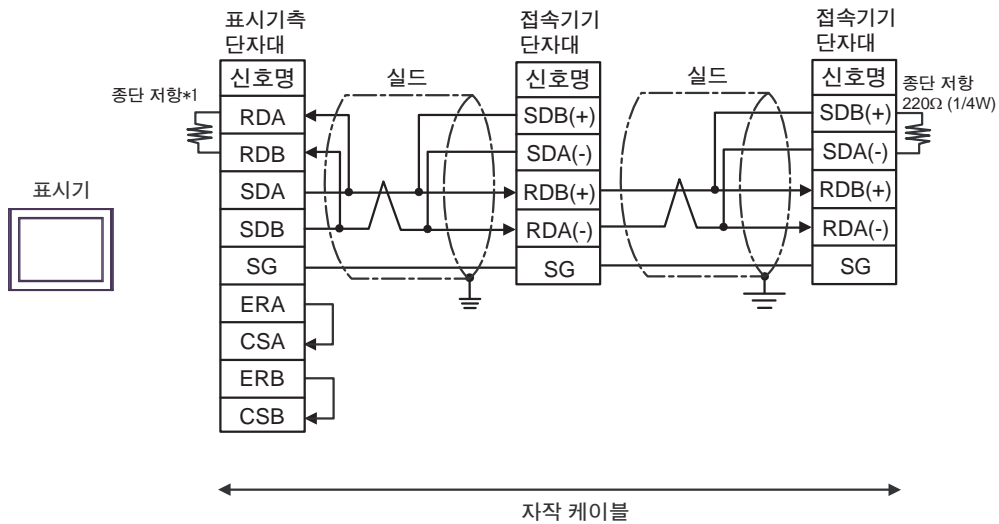 표시기측
단자대
접속기기
단자대
접속기기
단자대
종단 저항*1
신호명
RDA
RDB
SDA
SDB
SG
ERA
CSA
ERB
CSB
실드
신호명
SDB(+)
SDA(-)
RDB(+)
RDA(-)
SG
실드
신호명
SDB(+)
SDA(-)
RDB(+)
RDA(-)
SG
종단 저항
220Ω (1/4W)
표시기
자작 케이블